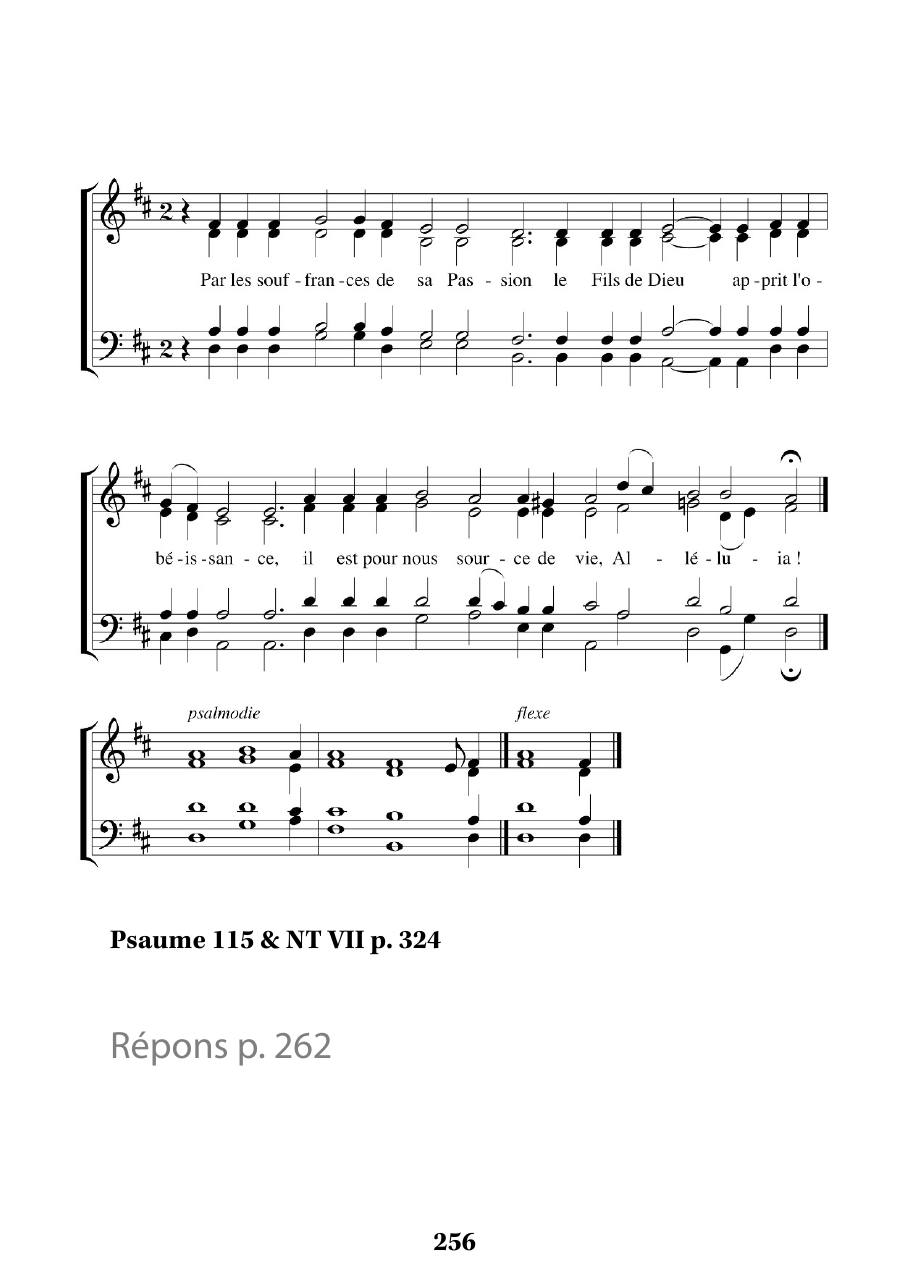 Par les souf - fran - ces de sa Pas - sion le Fils de Dieu ap - prit l'o -
bé - is - san - ce, il est pour nous sour - ce de vie, Al - lé - lu - ia !
psalmodie flexe
Psaume 115 & NT VII p. 324
Répons p. 262
256